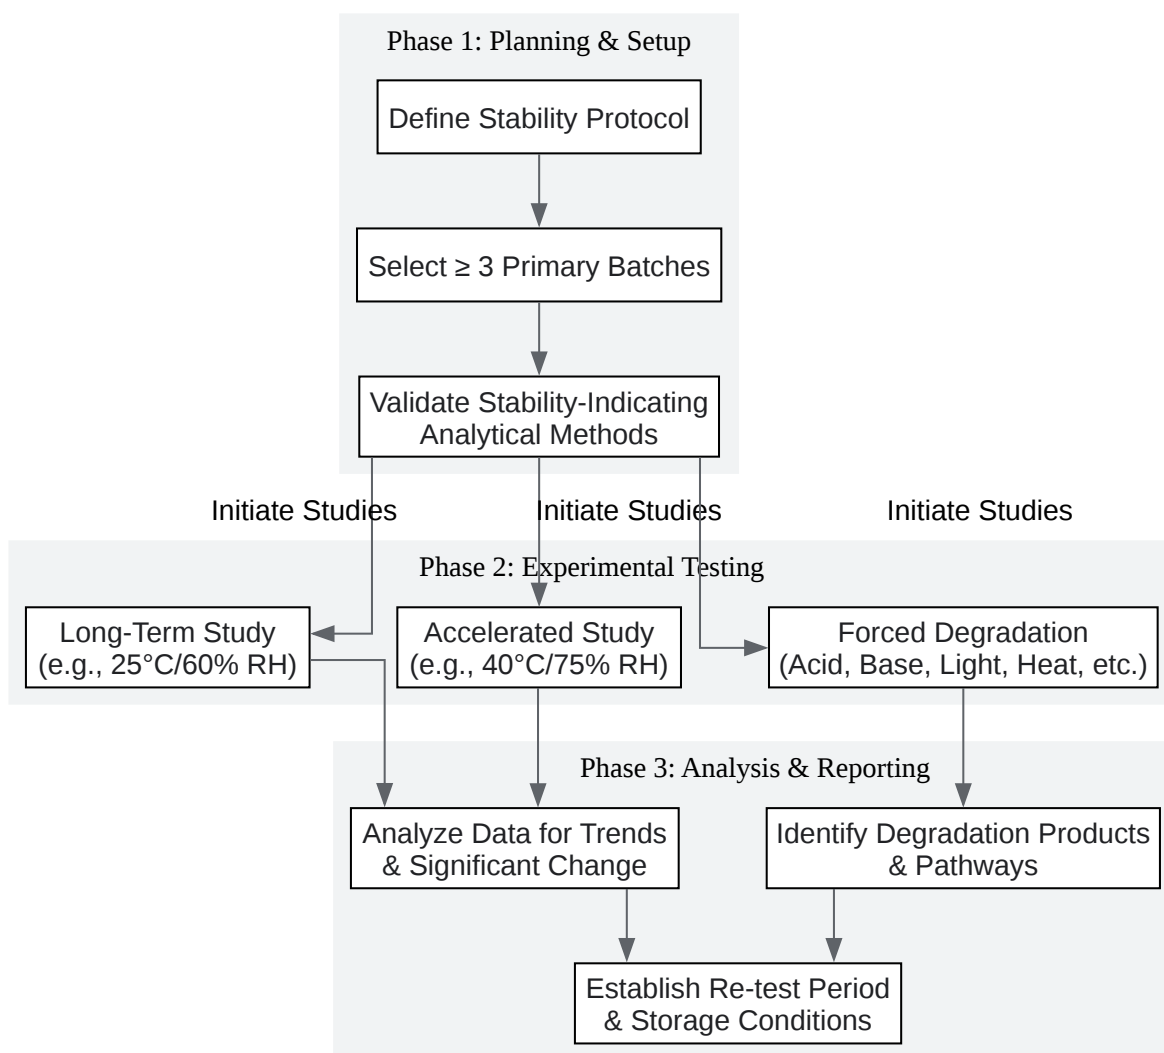 Phase 1: Planning & Setup
Define Stability Protocol
Select ≥ 3 Primary Batches
Validate Stability-Indicating
Analytical Methods
Initiate Studies
Initiate Studies
Initiate Studies
Phase 2: Experimental Testing
Long-Term Study
(e.g., 25°C/60% RH)
Accelerated Study
(e.g., 40°C/75% RH)
Forced Degradation
(Acid, Base, Light, Heat, etc.)
Phase 3: Analysis & Reporting
Analyze Data for Trends
& Significant Change
Identify Degradation Products
& Pathways
Establish Re-test Period
& Storage Conditions